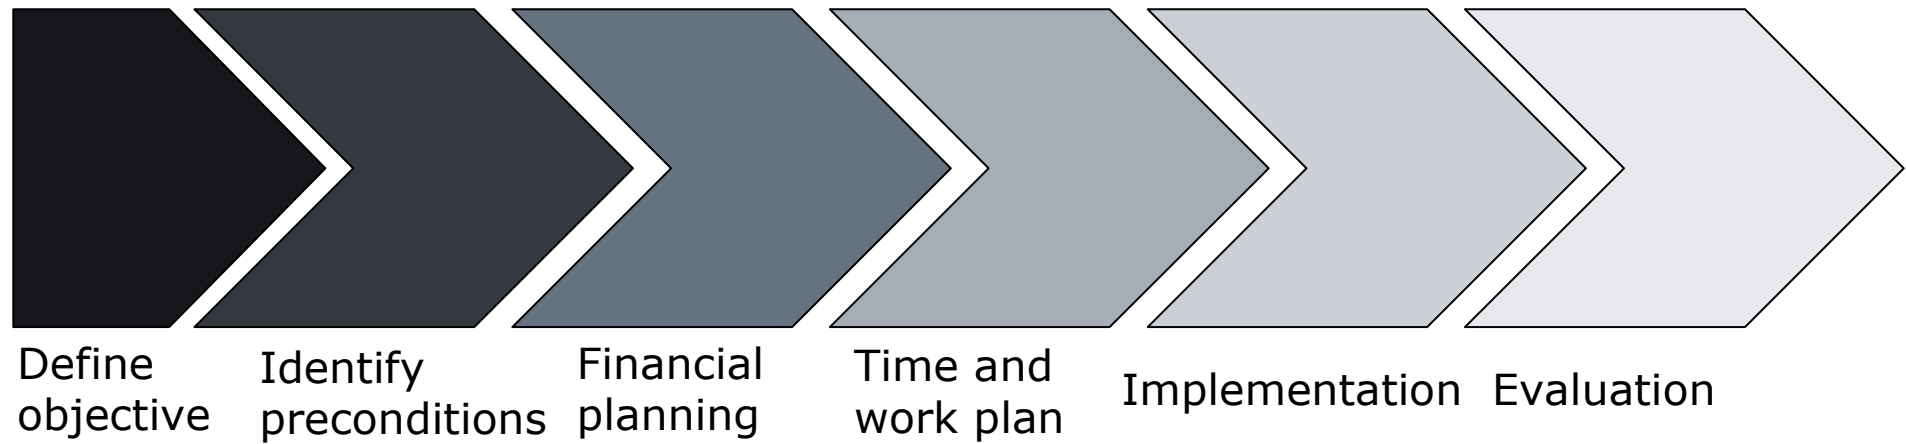 Define
objective
Identify
preconditions
Financial
planning
Time and
work plan
Implementation
Evaluation